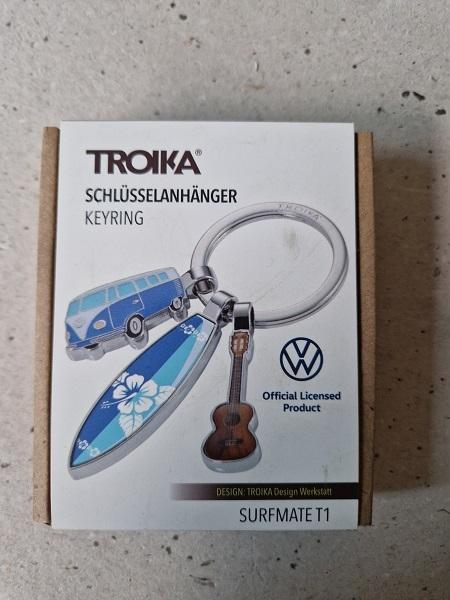 TROIKA®
SCHLÜSSELANHÄNGER
KEYRING
TROIKA
Official Licensed
Product
DESIGN: TROIKA Design Werkstatt
SURFMATE T1